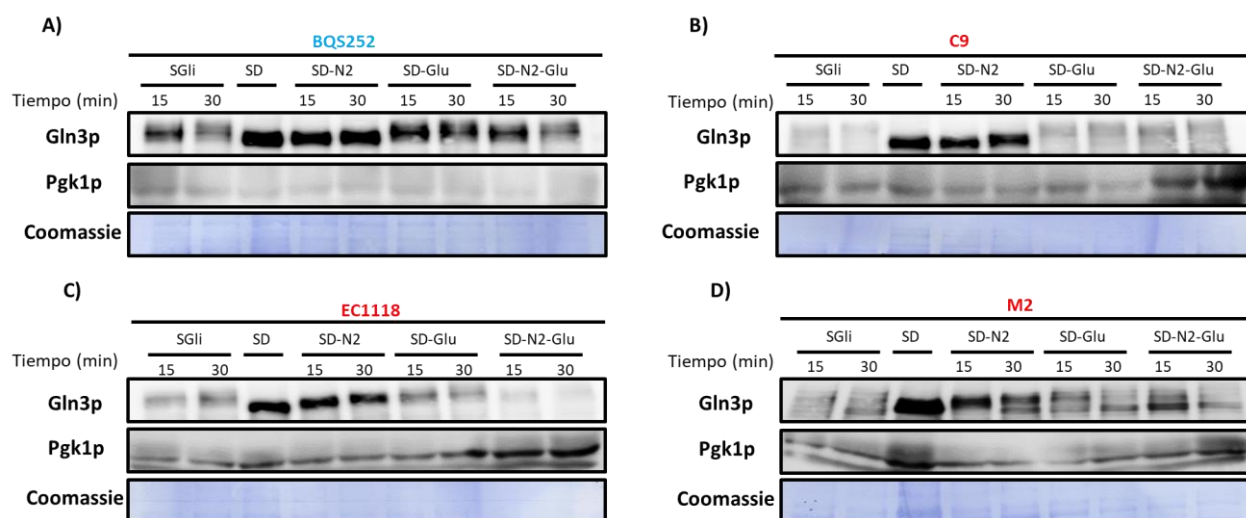 A)
BQS252
SGli SD SD-N2 SD-Glu SD-N2-Glu
Tiempo (min) 15 30 15 30 15 30 15 30
Gln3p
Pgk1p
Coomassie
B)
C9
SGli SD SD-N2 SD-Glu SD-N2-Glu
Tiempo (min) 15 30 15 30 15 30 15 30
Gln3p
Pgk1p
Coomassie
C)
EC1118
SGli SD SD-N2 SD-Glu SD-N2-Glu
Tiempo (min) 15 30 15 30 15 30 15 30
Gln3p
Pgk1p
Coomassie
D)
M2
SGli SD SD-N2 SD-Glu SD-N2-Glu
Tiempo (min) 15 30 15 30 15 30 15 30
Gln3p
Pgk1p
Coomassie